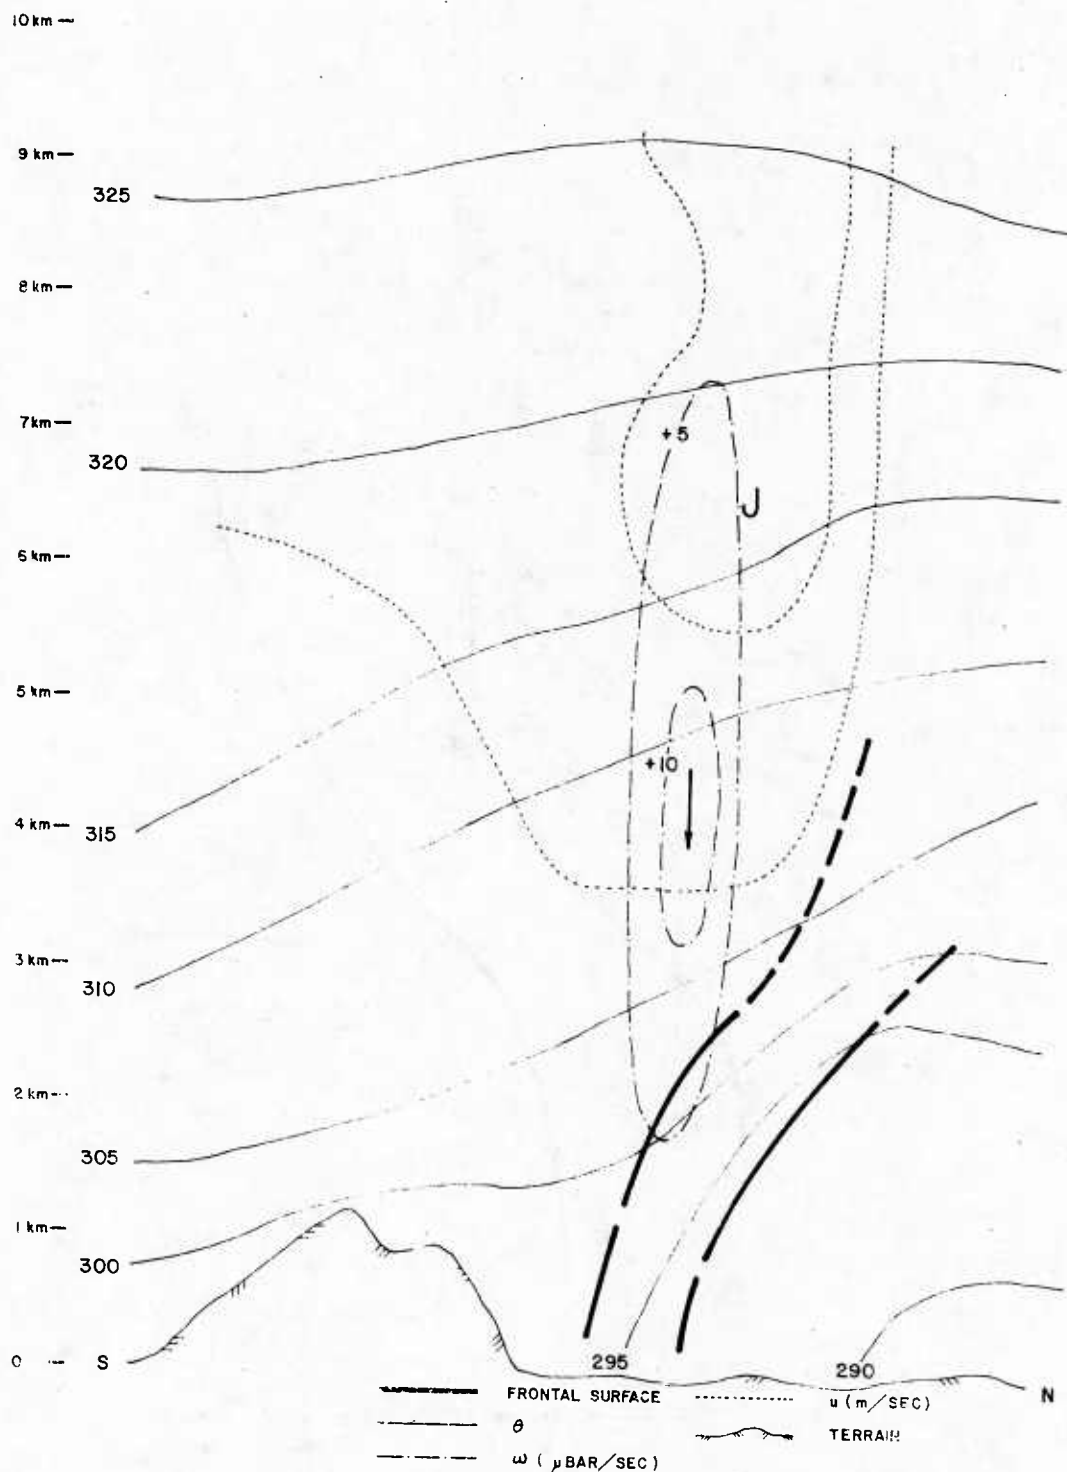 10 km
9 km
325
8 km
7 km
+5
320
J
6 km
5 km
+10
4 km
315
3 km
310
2 km
305
1 km
300
0 S
295
290
N
FRONTAL SURFACE
u (m/SEC)
θ
TERRAIN
ω ( μBAR/SEC)